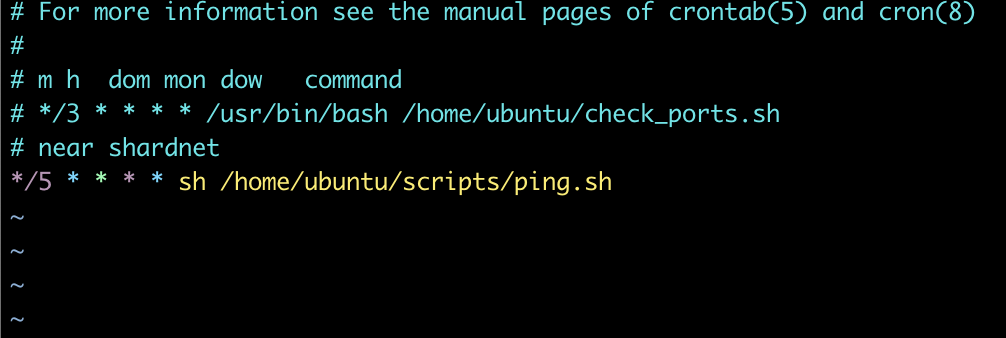 # For more information see the manual pages of crontab(5) and cron(8)
#
# m h  dom mon dow   command
# */3 * * * * /usr/bin/bash /home/ubuntu/check_ports.sh
# near shardnet
*/5 * * * * sh /home/ubuntu/scripts/ping.sh
~
~
~
~